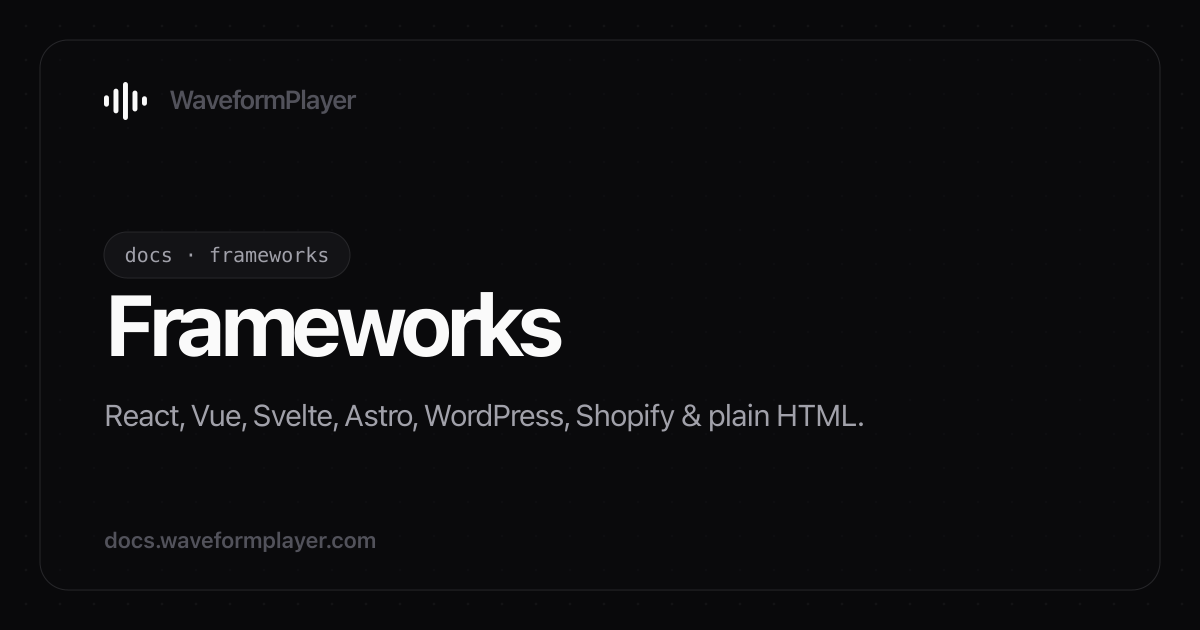 WaveformPlayer
docs · frameworks
Frameworks
React, Vue, Svelte, Astro, WordPress, Shopify & plain HTML.
docs.waveformplayer.com